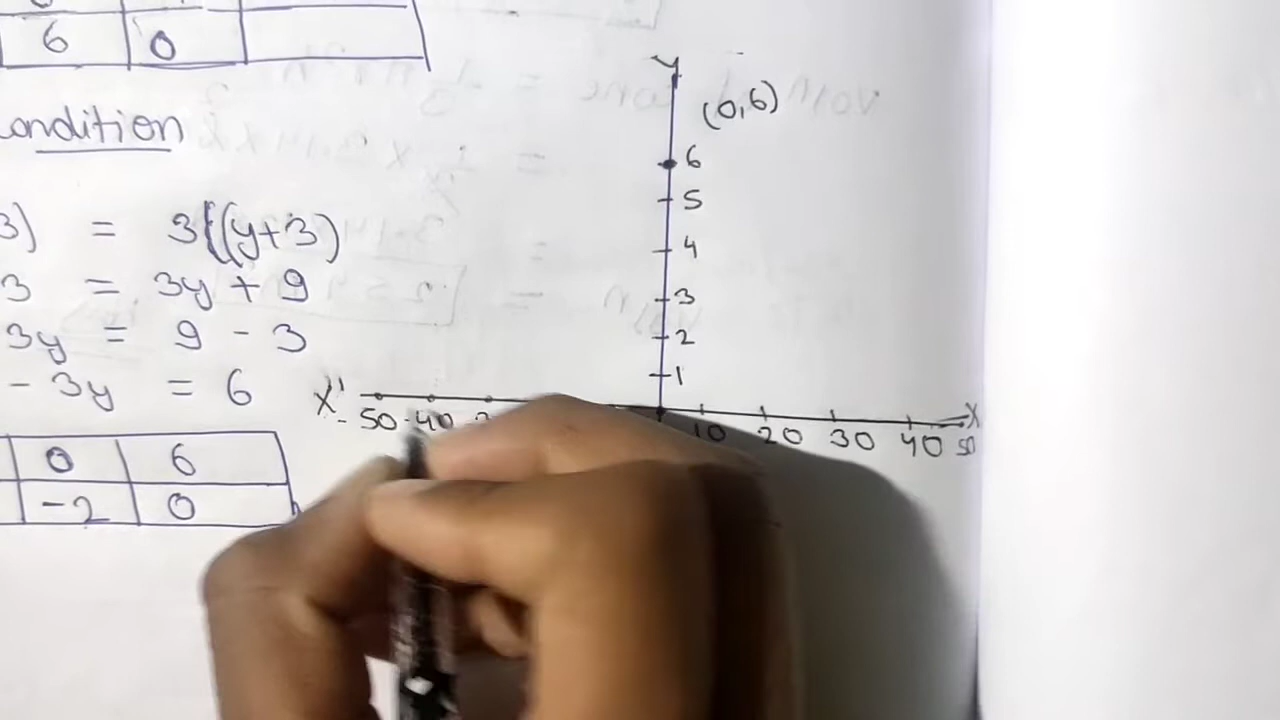 6 0
condition
3) = 3{(y+3)
3 = 3y + 9
3y = 9 - 3
- 3y = 6
0 6
-2 0
y
(0,6)
6
5
4
3
2
1
X' X
- 50 -40 10 20 30 40 50